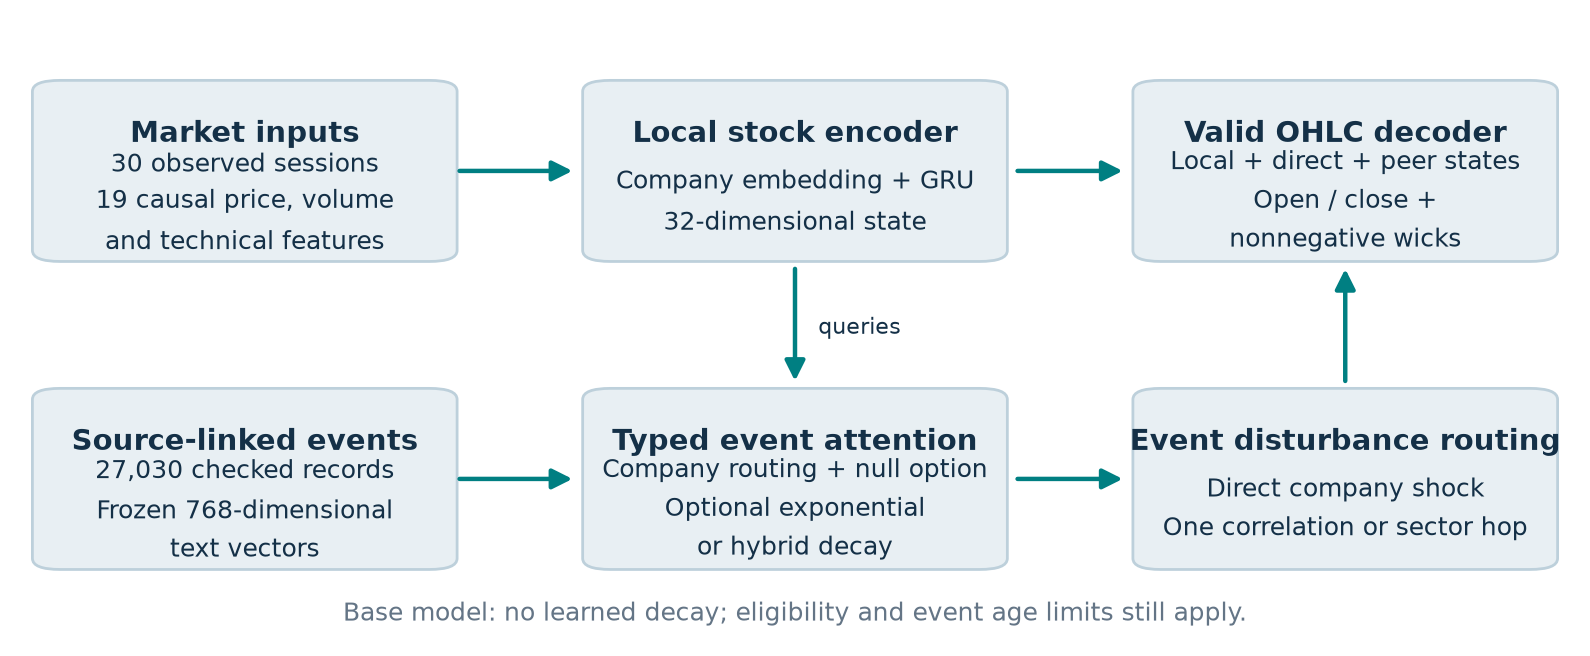 Market inputs
30 observed sessions
19 causal price, volume
and technical features
Local stock encoder
Company embedding + GRU
32-dimensional state
Valid OHLC decoder
Local + direct + peer states
Open / close +
nonnegative wicks
queries
Source-linked events
27,030 checked records
Frozen 768-dimensional
text vectors
Typed event attention
Company routing + null option
Optional exponential
or hybrid decay
Event disturbance routing
Direct company shock
One correlation or sector hop
Base model: no learned decay; eligibility and event age limits still apply.